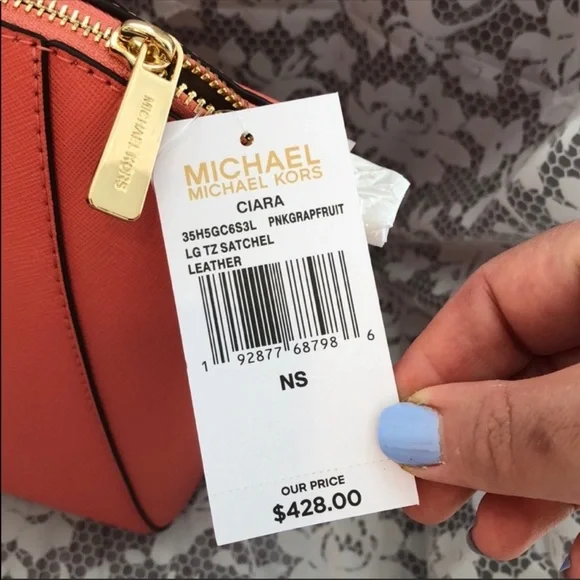 MICHAEL KORS
MICHAEL
MICHAEL KORS
CIARA
35H5GC6S3L PNKGRAPFRUIT
LG TZ SATCHEL
LEATHER
1 92877 68798 6
NS
OUR PRICE
$428.00